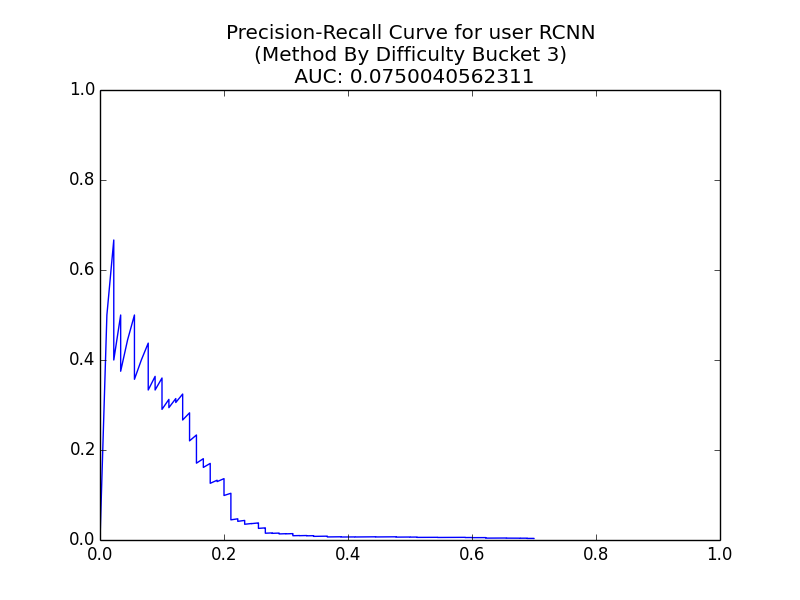 Precision-Recall Curve for user RCNN
(Method By Difficulty Bucket 3)
AUC: 0.0750040562311
1.0
0.8
0.6
0.4
0.2
0.0
0.0 0.2 0.4 0.6 0.8 1.0